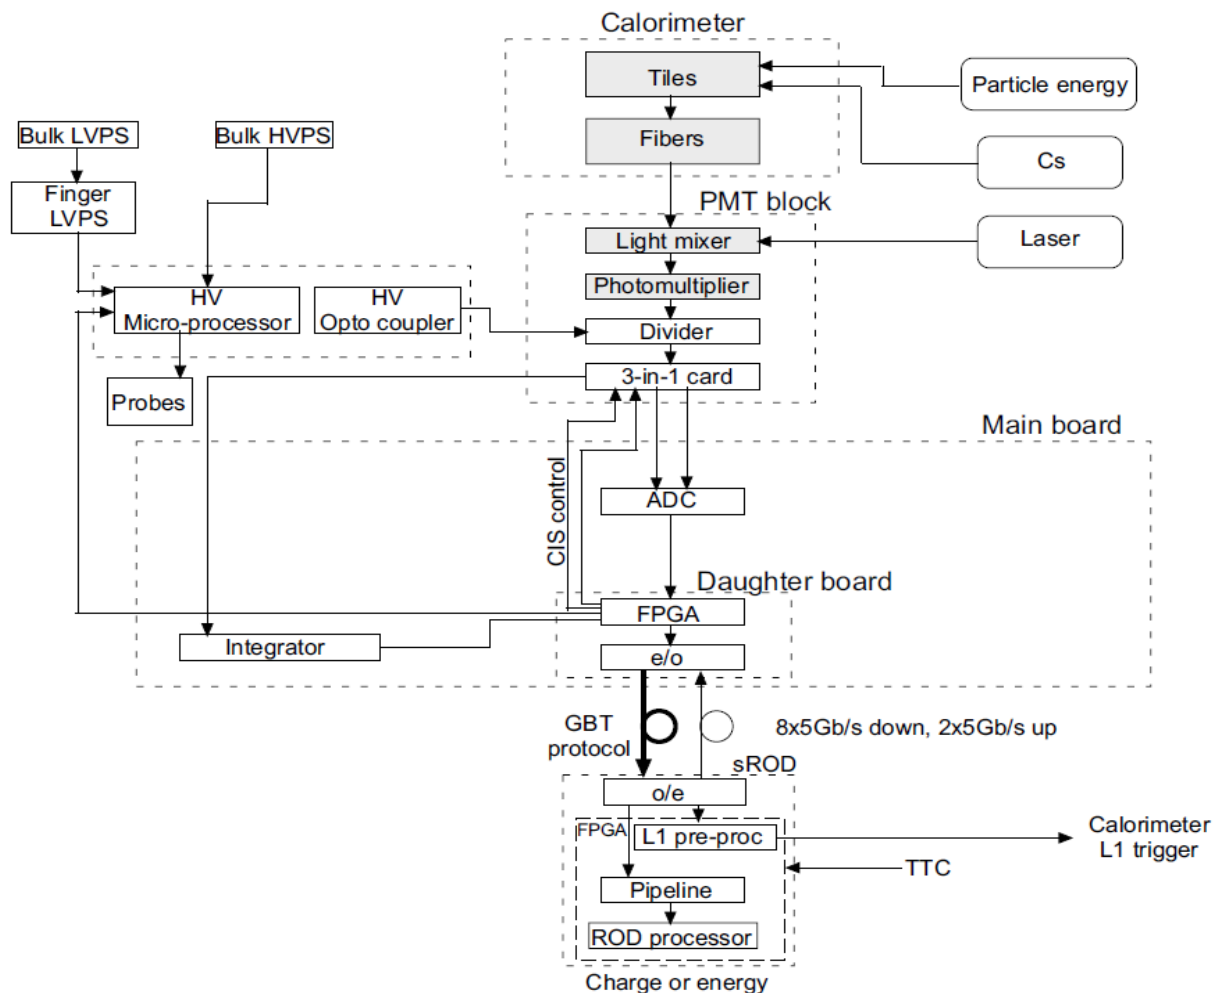 Calorimeter
Tiles
Particle energy
Bulk LVPS
Bulk HVPS
Fibers
Cs
Finger
LVPS
PMT block
Light mixer
Laser
Photomultiplier
HV
Micro-processor
HV
Opto coupler
Divider
3-in-1 card
Probes
Main board
CIS control
ADC
Daughter board
FPGA
Integrator
e/o
GBT
protocol
8x5Gb/s down, 2x5Gb/s up
sROD
o/e
FPGA
L1 pre-proc
Calorimeter
L1 trigger
TTC
Pipeline
ROD processor
Charge or energy